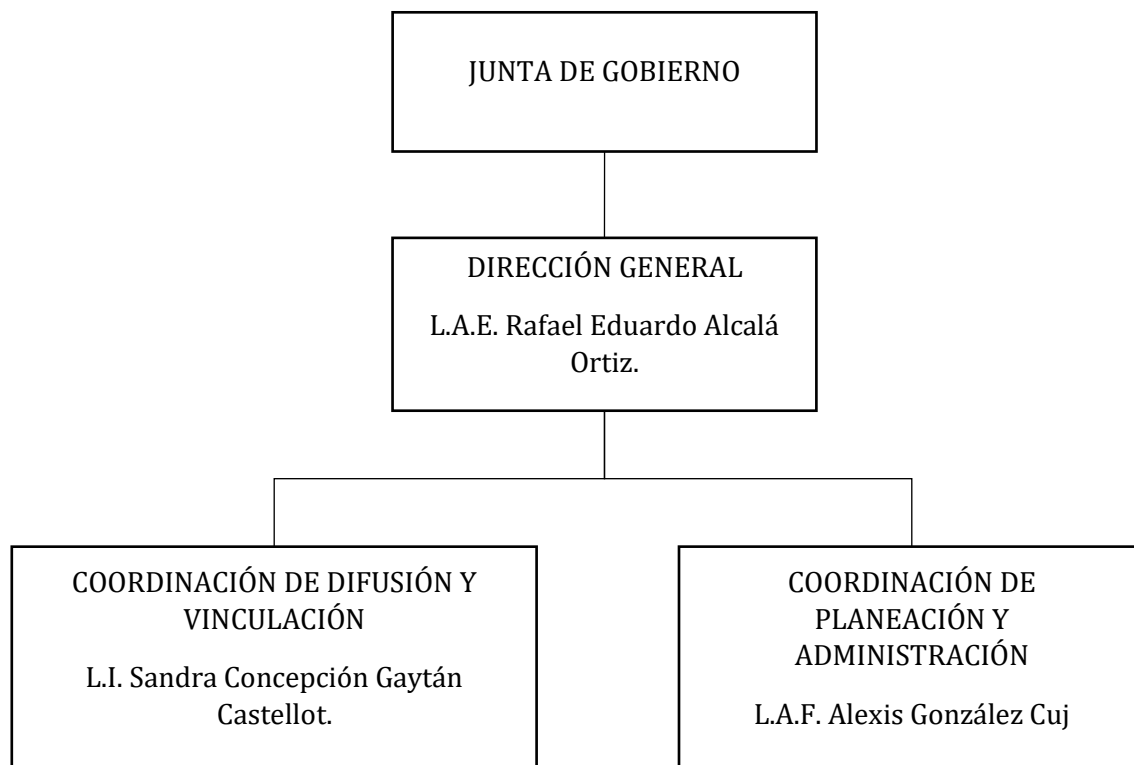 JUNTA DE GOBIERNO
DIRECCIÓN GENERAL
L.A.E. Rafael Eduardo Alcalá
Ortiz.
COORDINACIÓN DE DIFUSIÓN Y
VINCULACIÓN
L.I. Sandra Concepción Gaytán
Castellot.
COORDINACIÓN DE
PLANEACIÓN Y
ADMINISTRACIÓN
L.A.F. Alexis González Cuj